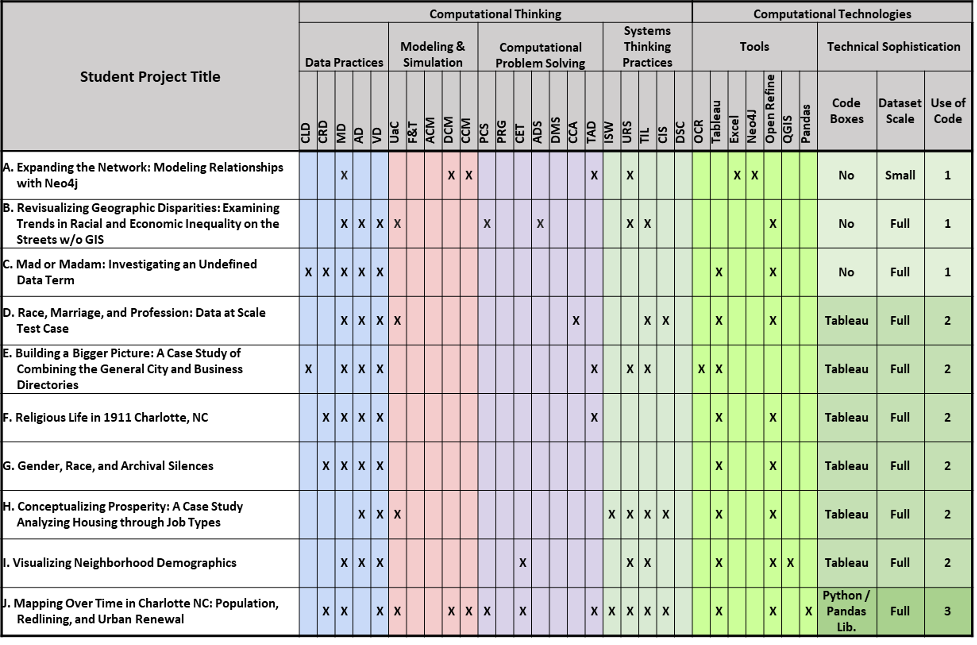 Computational Thinking Computational Technologies
Student Project Title
Data Practices Modeling & Simulation Computational Problem Solving Systems Thinking Practices Tools Technical Sophistication
CLD CRD MD AD VD UaC F&T ACM DCM CCM PCS PRG CET ADS DMS CCA TAD ISW URS TIL CIS DSC OCR Tableau Excel Neo4J Open Refine QGIS Pandas Code Boxes Dataset Scale Use of Code
A. Expanding the Network: Modeling Relationships
with Neo4j X X X X X X X No Small 1
B. Revisualizing Geographic Disparities: Examining
Trends in Racial and Economic Inequality on the X X X X X X X X X No Full 1
Streets w/o GIS
C. Mad or Madam: Investigating an Undefined
Data Term X X X X X X X No Full 1
D. Race, Marriage, and Profession: Data at Scale
Test Case X X X X X X X X X Tableau Full 2
E. Building a Bigger Picture: A Case Study of
Combining the General City and Business X X X X X X X X X Tableau Full 2
Directories
F. Religious Life in 1911 Charlotte, NC X X X X X X X Tableau Full 2
G. Gender, Race, and Archival Silences X X X X X X Tableau Full 2
H. Conceptualizing Prosperity: A Case Study
Analyzing Housing through Job Types X X X X X X X X X Tableau Full 2
I. Visualizing Neighborhood Demographics X X X X X X X X X Tableau Full 2
J. Mapping Over Time in Charlotte NC: Population,
Redlining, and Urban Renewal X X X X X X X X X X X X X X X X Python / Pandas Lib. Full 3